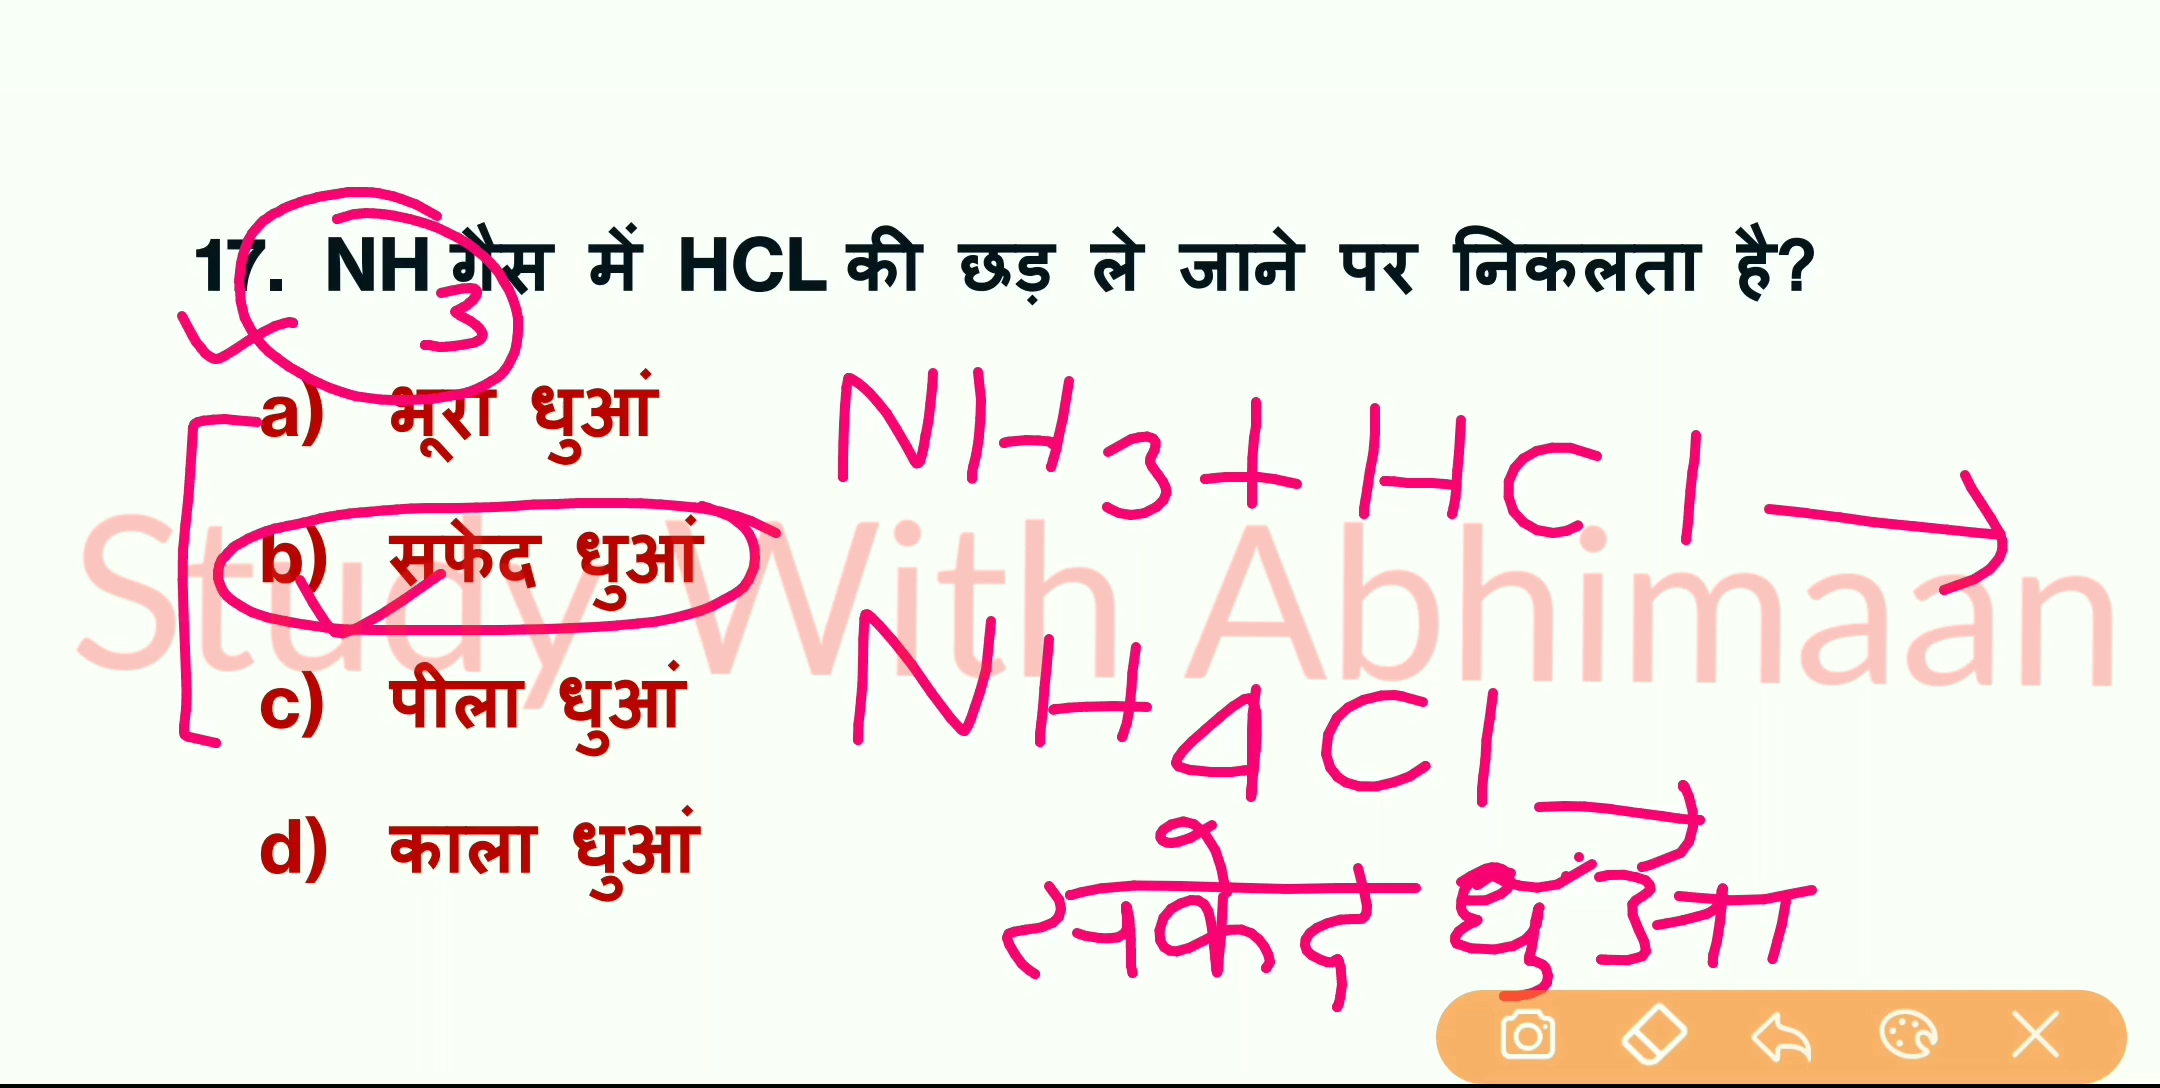 17. NH गैस में HCL की छड़ ले जाने पर निकलता है?
3
a) भूरा धुआं
NH3 + HCl →
b) सफेद धुआं
Study With Abhimaan
c) पीला धुआं
NH4Cl →
d) काला धुआं
सफेद धुंआ